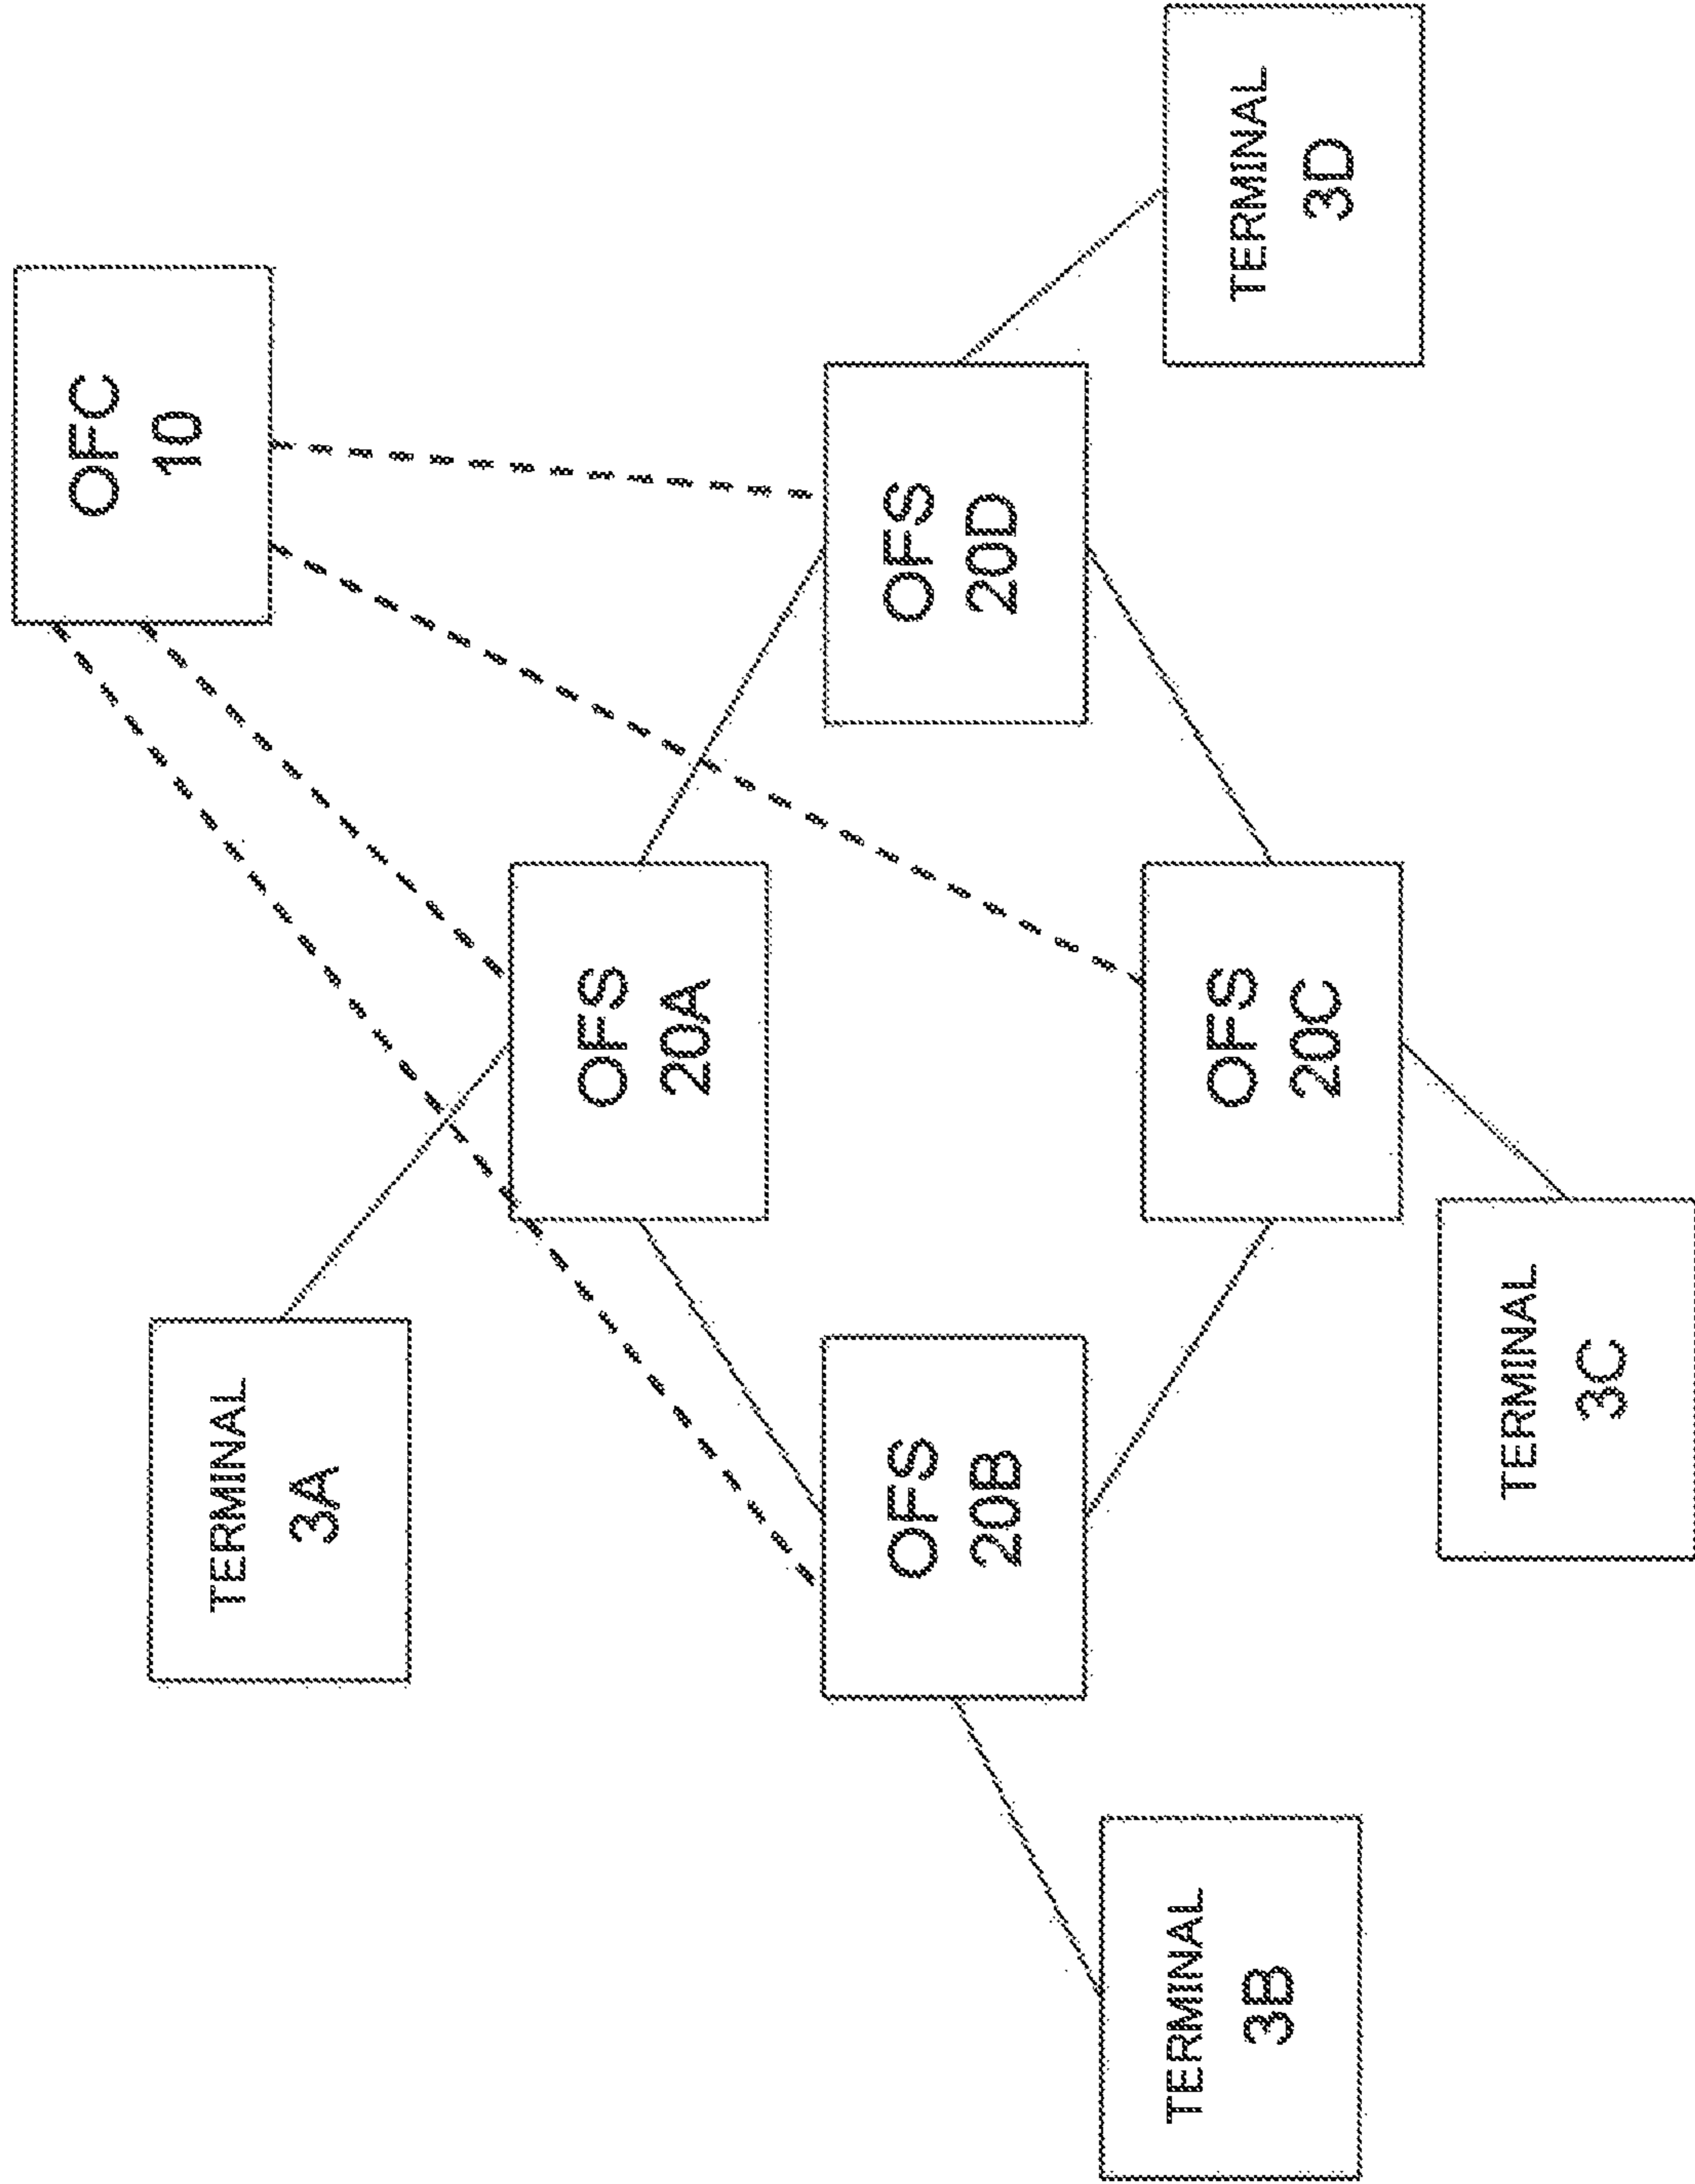 OFC
10
TERMINAL
3A
OFS
20A
OFS
20B
OFS
20D
TERMINAL
3B
OFS
20C
TERMINAL
3D
TERMINAL
3C